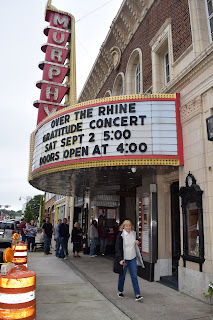 MURPHY
OVER THE RHINE
GRATITUDE CONCERT
SAT SEPT 2 5:00
DOORS OPEN AT 4:00